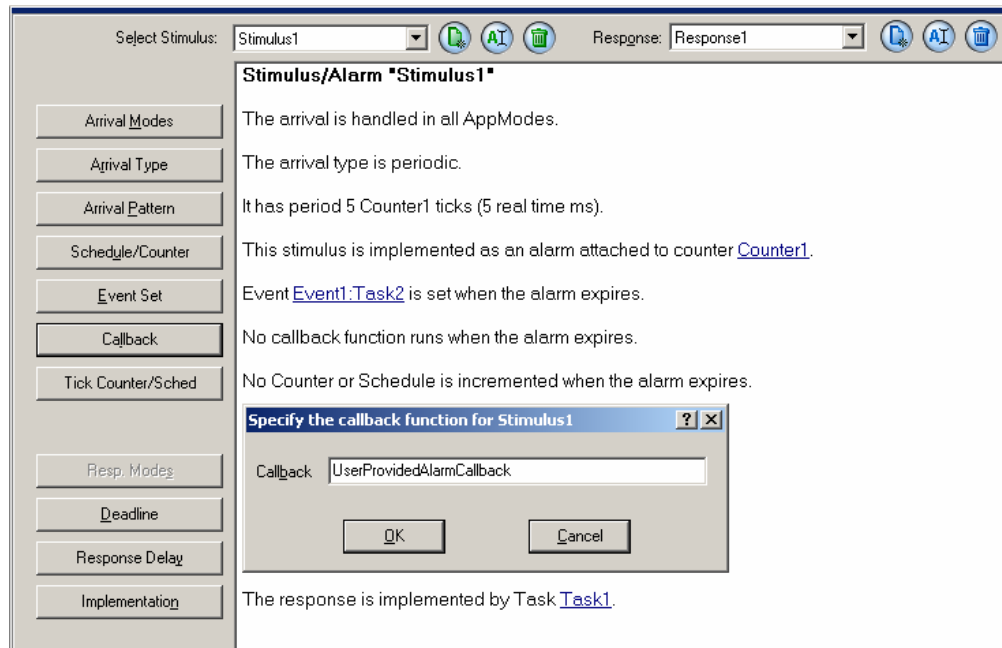 Select Stimulus: Stimulus1 AI Response: Response1 AI
Stimulus/Alarm "Stimulus1"
Arrival Modes
The arrival is handled in all AppModes.
Arrival Type
The arrival type is periodic.
Arrival Pattern
It has period 5 Counter1 ticks (5 real time ms).
Schedule/Counter
This stimulus is implemented as an alarm attached to counter Counter1.
Event Set
Event Event1:Task2 is set when the alarm expires.
Callback
No callback function runs when the alarm expires.
Tick Counter/Sched
No Counter or Schedule is incremented when the alarm expires.
Specify the callback function for Stimulus1 ? X
Callback UserProvidedAlarmCallback
OK Cancel
Resp. Modes
Deadline
Response Delay
Implementation
The response is implemented by Task Task1.